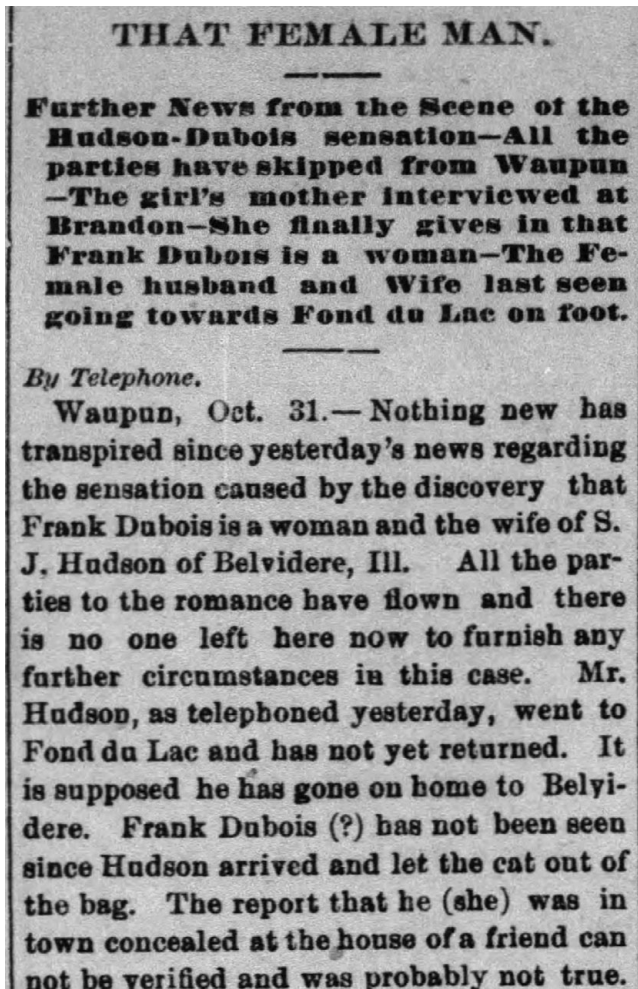 THAT FEMALE MAN.
Further News from the Scene of the
Hudson-Dubois sensation—All the
parties have skipped from Waupun
—The girl's mother interviewed at
Brandon—She finally gives in that
Frank Dubois is a woman—The Fe-
male husband and Wife last seen
going towards Fond du Lac on foot.
By Telephone.
Waupun, Oct. 31.—Nothing new has
transpired since yesterday's news regarding
the sensation caused by the discovery that
Frank Dubois is a woman and the wife of S.
J. Hudson of Belvidere, Ill. All the par-
ties to the romance have flown and there
is no one left here now to furnish any
further circumstances in this case. Mr.
Hudson, as telephoned yesterday, went to
Fond du Lac and has not yet returned. It
is supposed he has gone on home to Belvi-
dere. Frank Dubois (?) has not been seen
since Hudson arrived and let the cat out of
the bag. The report that he (she) was in
town concealed at the house of a friend can
not be verified and was probably not true.